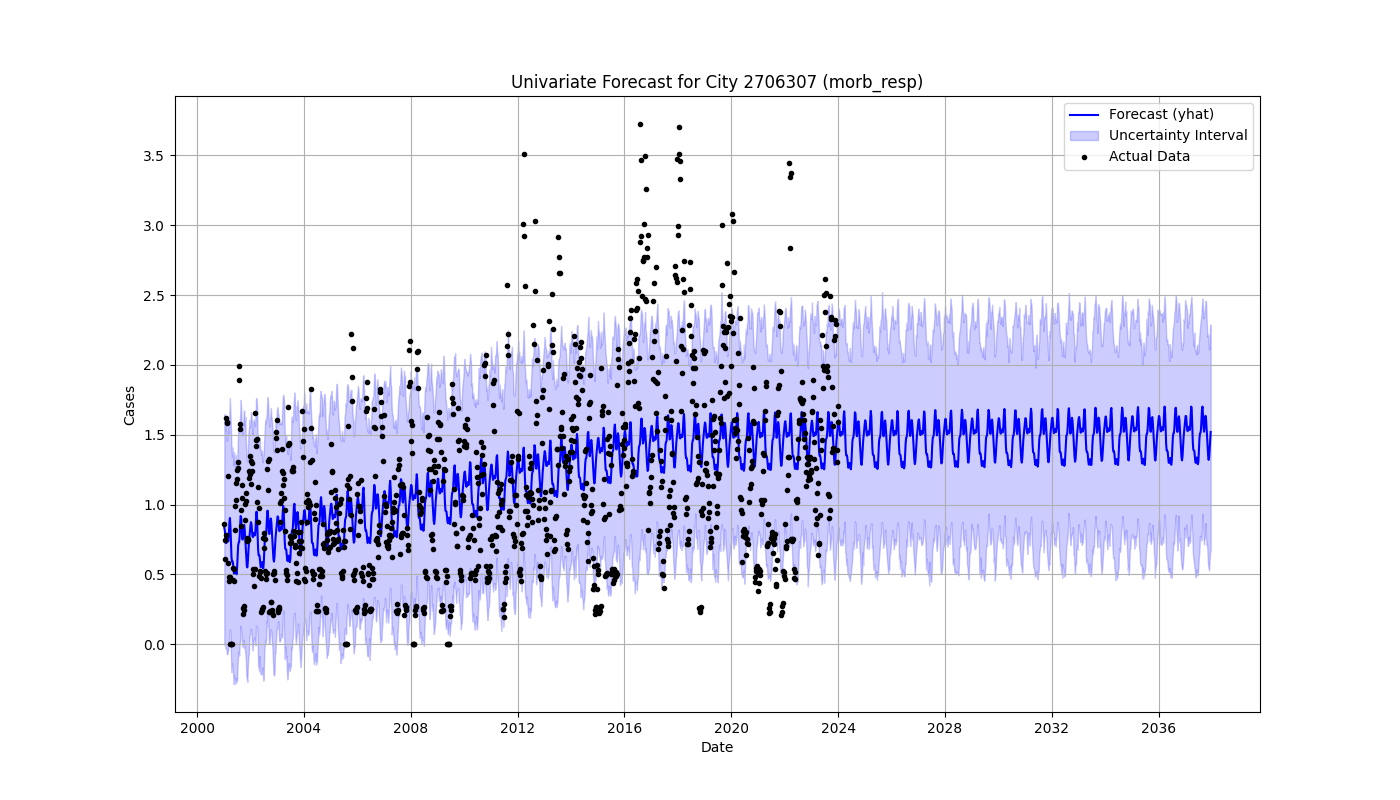 Univariate Forecast for City 2706307 (morb_resp)
Forecast (yhat)
Uncertainty Interval
Actual Data
Cases
3.5
3.0
2.5
2.0
1.5
1.0
0.5
0.0
2000 2004 2008 2012 2016 2020 2024 2028 2032 2036
Date